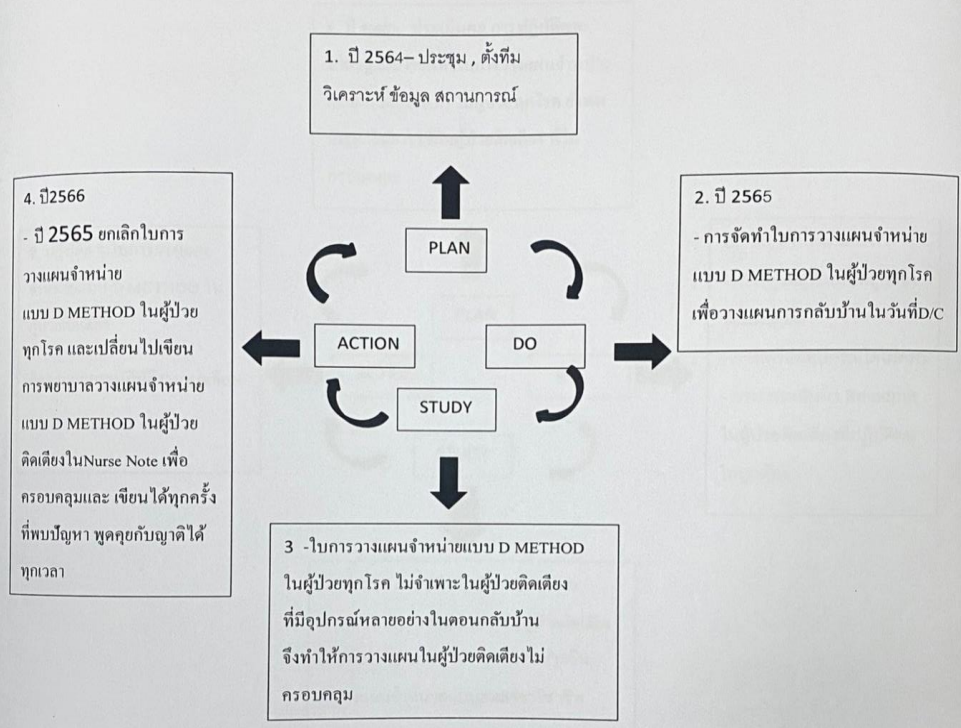 1. ปี 2564– ประชุม , ตั้งทีม
วิเคราะห์ ข้อมูล สถานการณ์
PLAN
2. ปี 2565
- การจัดทำใบการวางแผนจำหน่าย
แบบ D METHOD ในผู้ป่วยทุกโรค
เพื่อวางแผนการกลับบ้านในวันที่D/C
DO
STUDY
3 -ใบการวางแผนจำหน่ายแบบ D METHOD
ในผู้ป่วยทุกโรค ไม่จำเพาะในผู้ป่วยติดเตียง
ที่มีอุปกรณ์หลายอย่างในตอนกลับบ้าน
จึงทำให้การวางแผนในผู้ป่วยติดเตียงไม่
ครอบคลุม
ACTION
4. ปี2566
- ปี 2565 ยกเลิกใบการ
วางแผนจำหน่าย
แบบ D METHOD ในผู้ป่วย
ทุกโรค และเปลี่ยนไปเขียน
การพยาบาลวางแผนจำหน่าย
แบบ D METHOD ในผู้ป่วย
ติดเตียงในNurse Note เพื่อ
ครอบคลุมและ เขียนได้ทุกครั้ง
ที่พบปัญหา พูดคุยกับญาติได้
ทุกเวลา